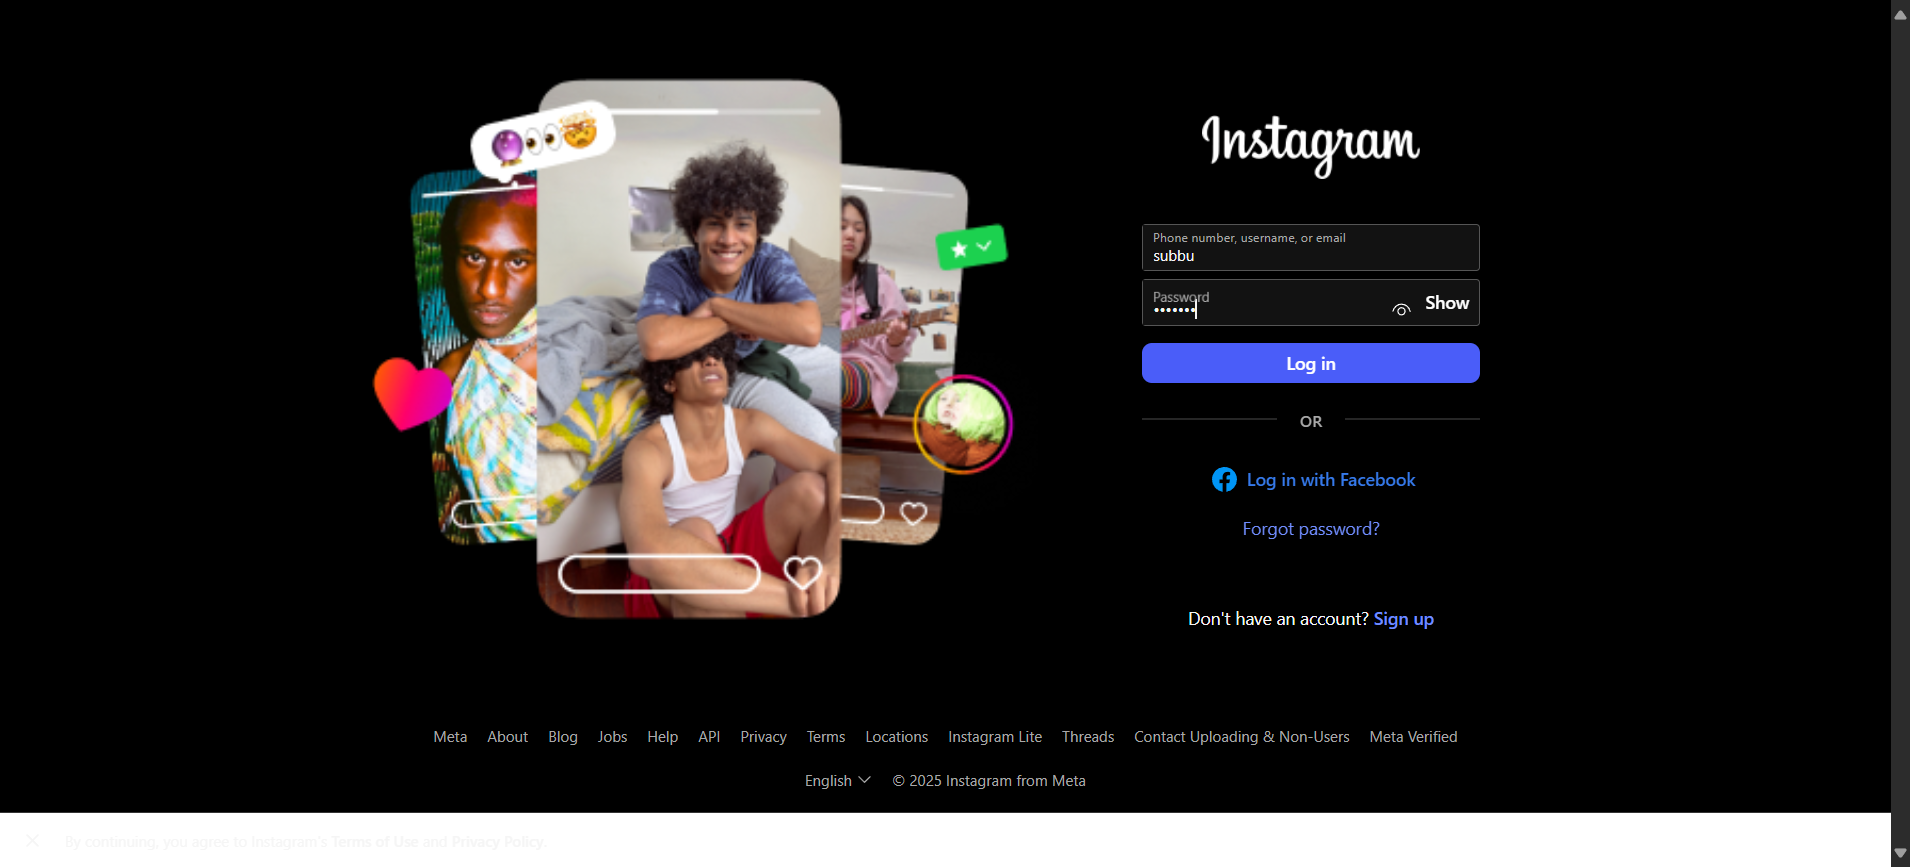 Instagram
Phone number, username, or email
subbu
Password
•••••••
Show
Log in
OR
Log in with Facebook
Forgot password?
Don't have an account? Sign up
Meta About Blog Jobs Help API Privacy Terms Locations Instagram Lite Threads Contact Uploading & Non-Users Meta Verified
English © 2025 Instagram from Meta
By continuing, you agree to Instagram's Terms of Use and Privacy Policy.